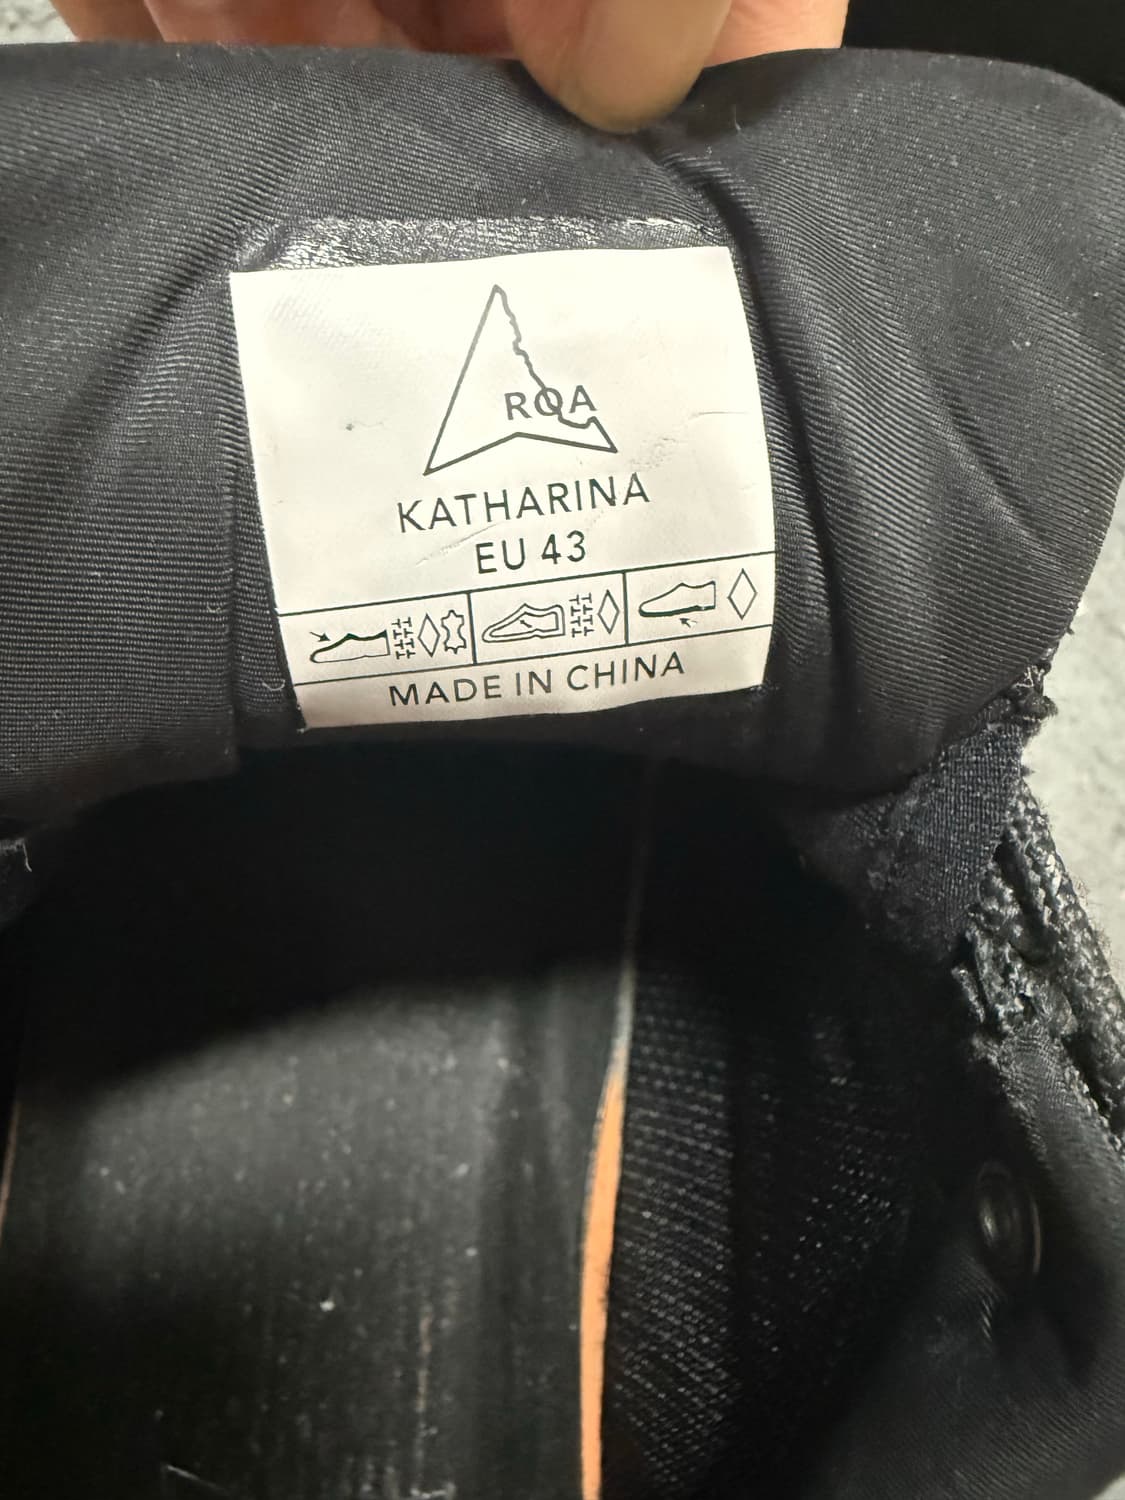 ROA
KATHARINA
EU 43
MADE IN CHINA